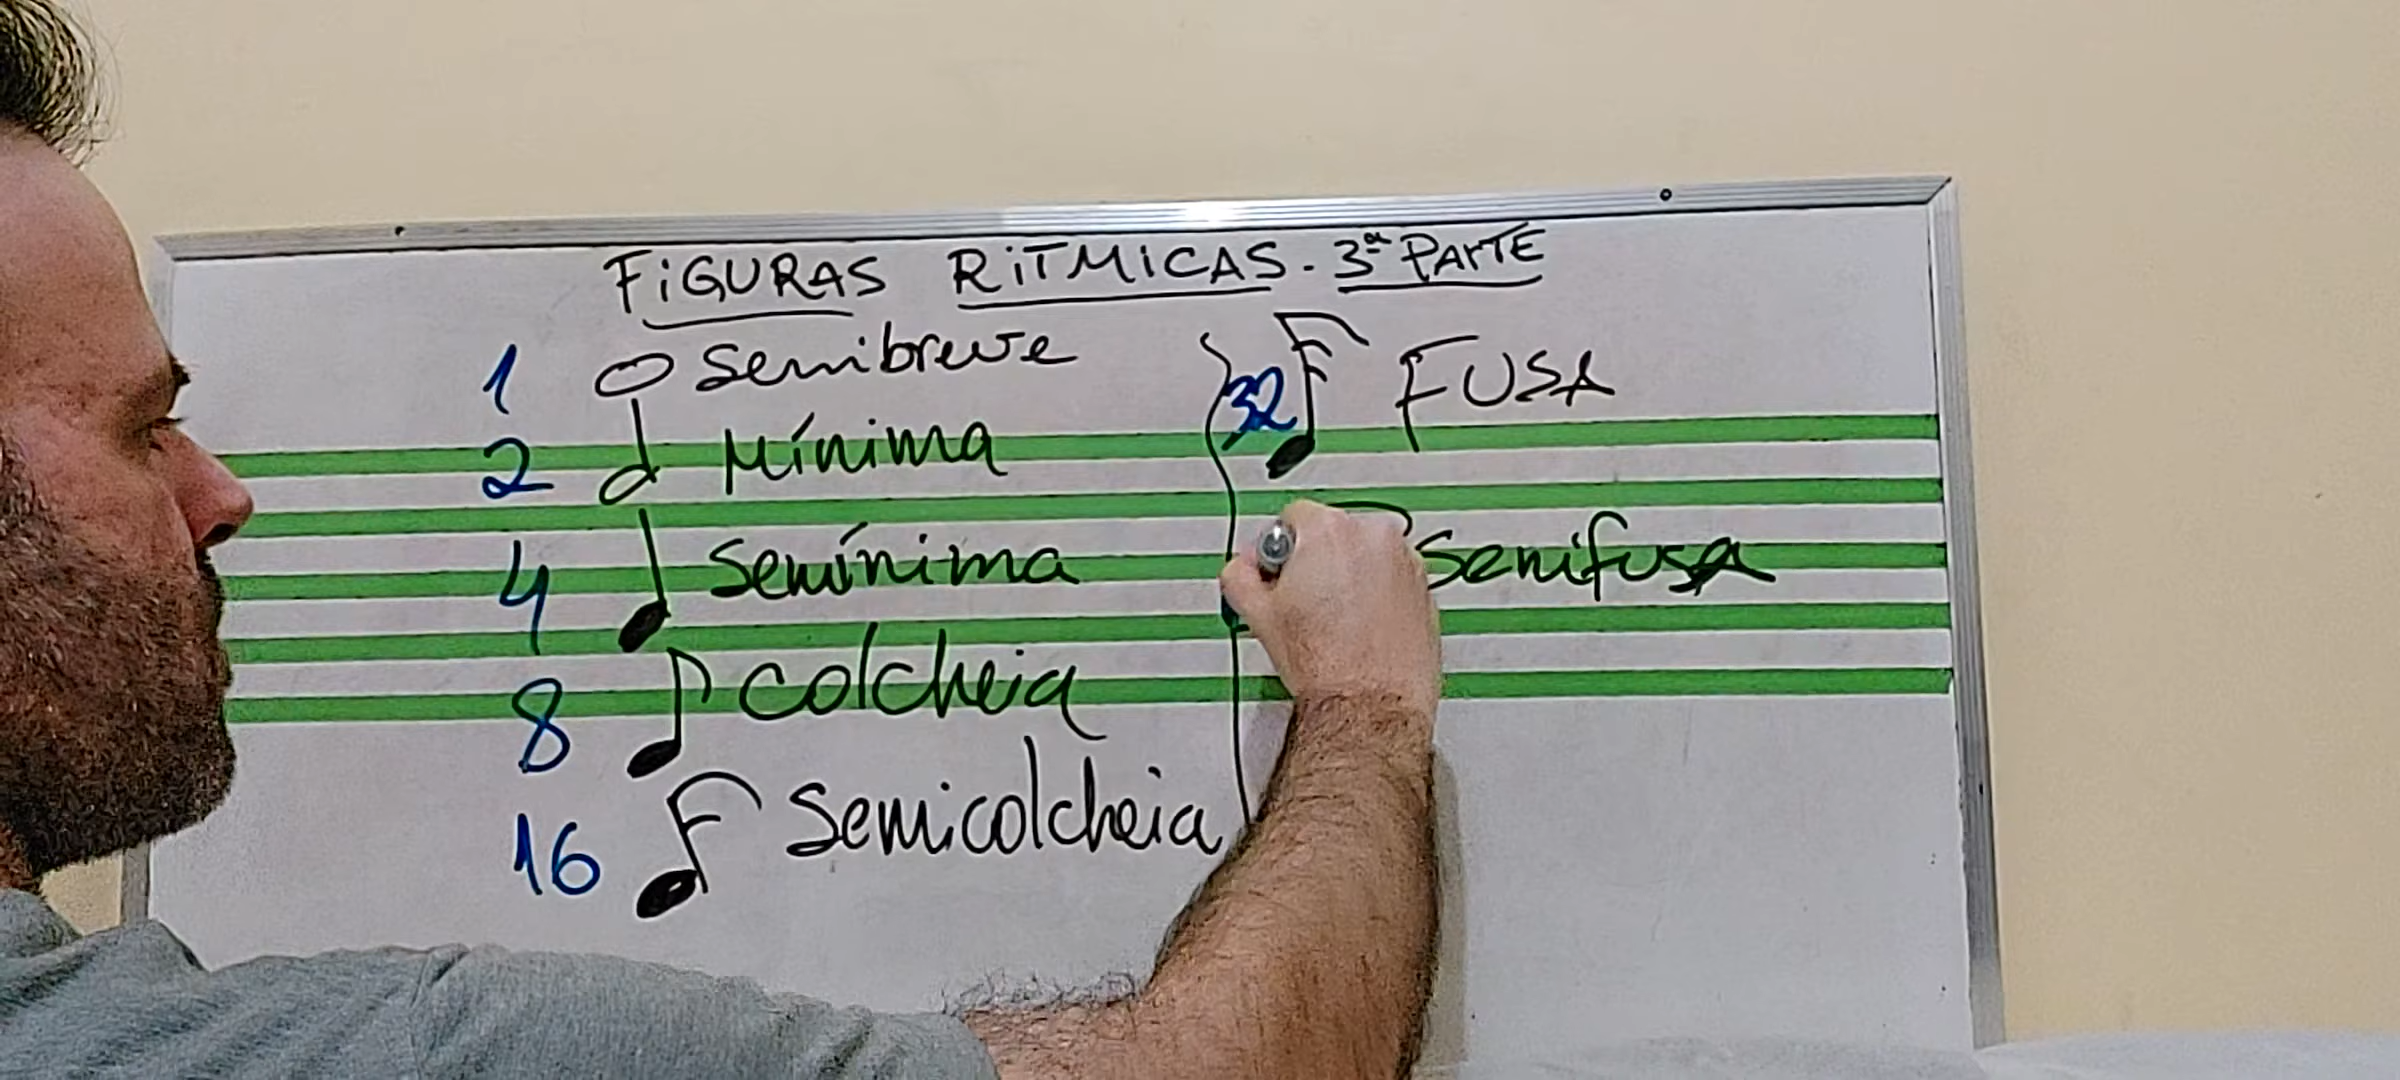 FiGURAS RiTMiCAS. 3ª PArTE
1 semibreve
2 Mínima
4 Semínima
8 colcheia
16 Semicolcheia
32 FUSA
Semifusa